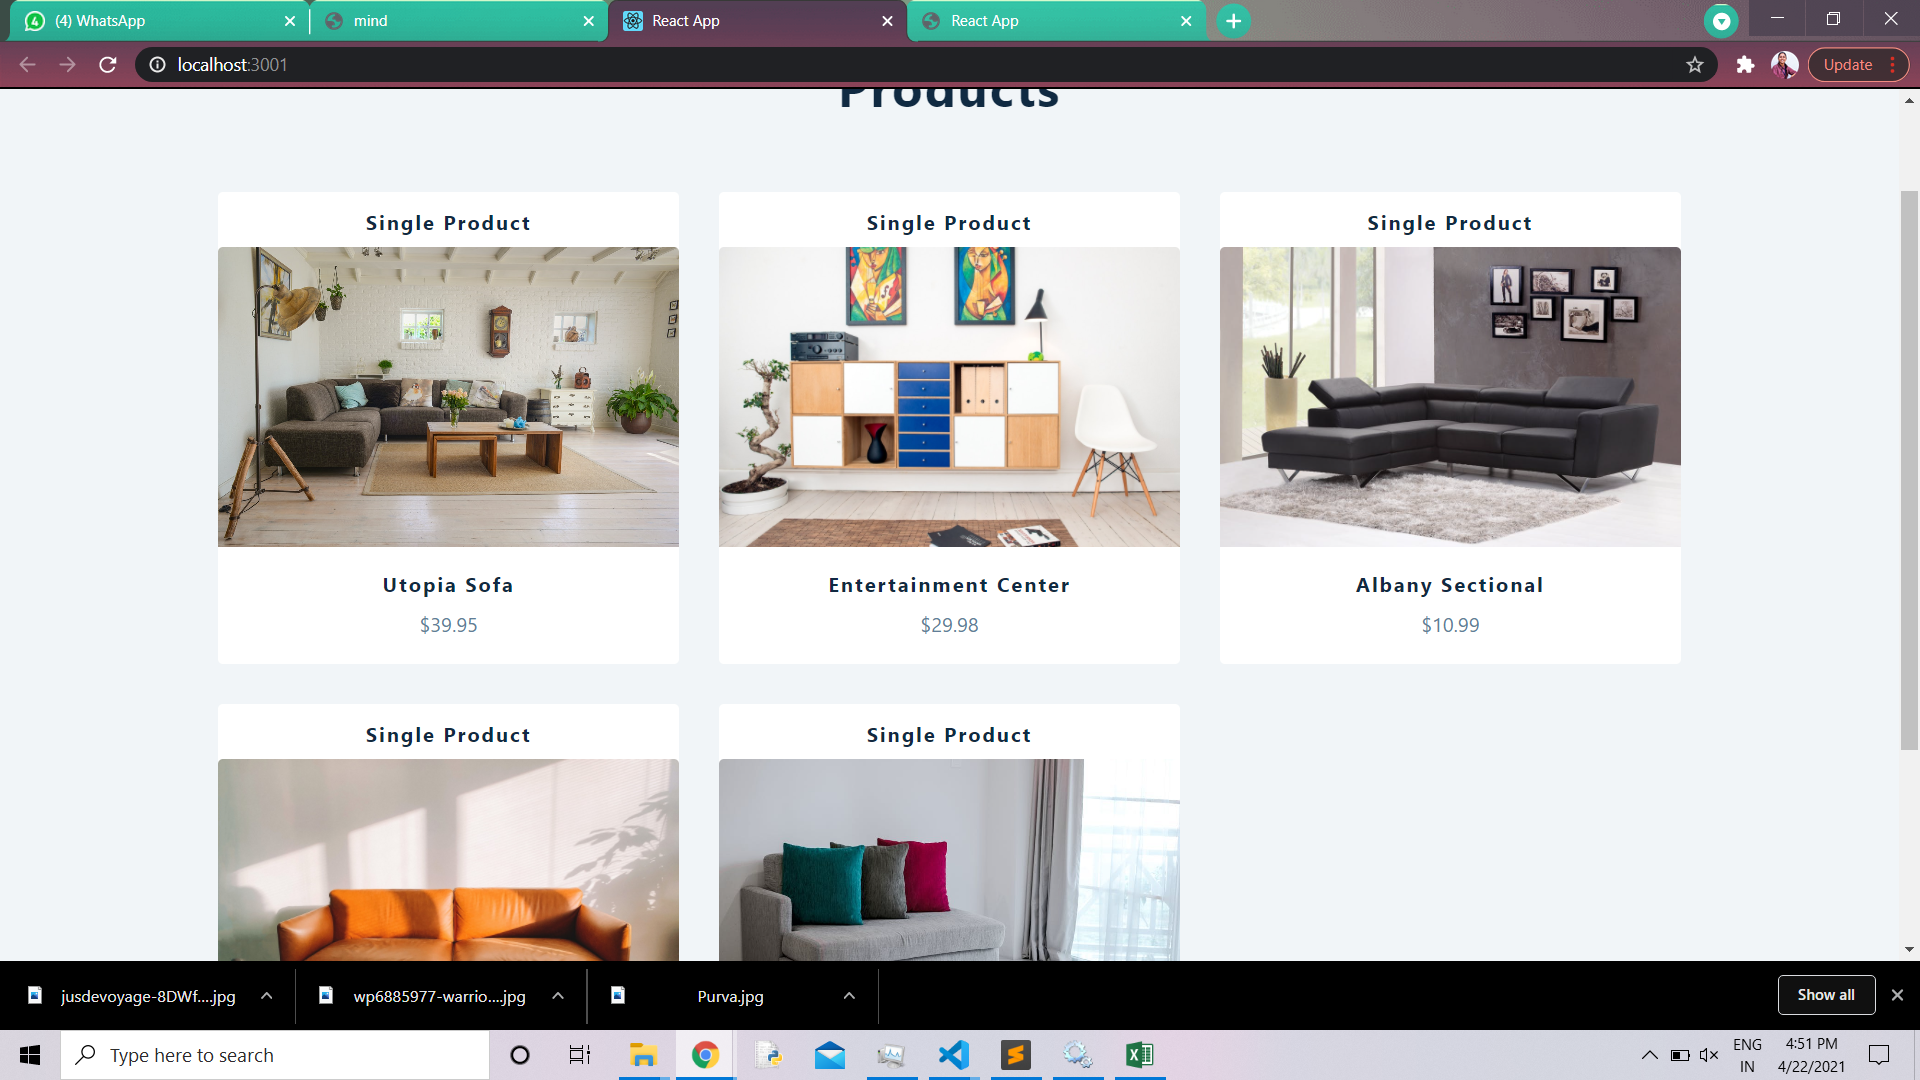 (4) WhatsApp
mind
React App
React App
localhost:3001
Update
Products
Single Product
Single Product
Single Product
Utopia Sofa
Entertainment Center
Albany Sectional
$39.95
$29.98
$10.99
Single Product
Single Product
jusdevoyage-8DWf....jpg
wp6885977-warrio....jpg
Purva.jpg
Show all
Type here to search
ENG
IN
4:51 PM
4/22/2021